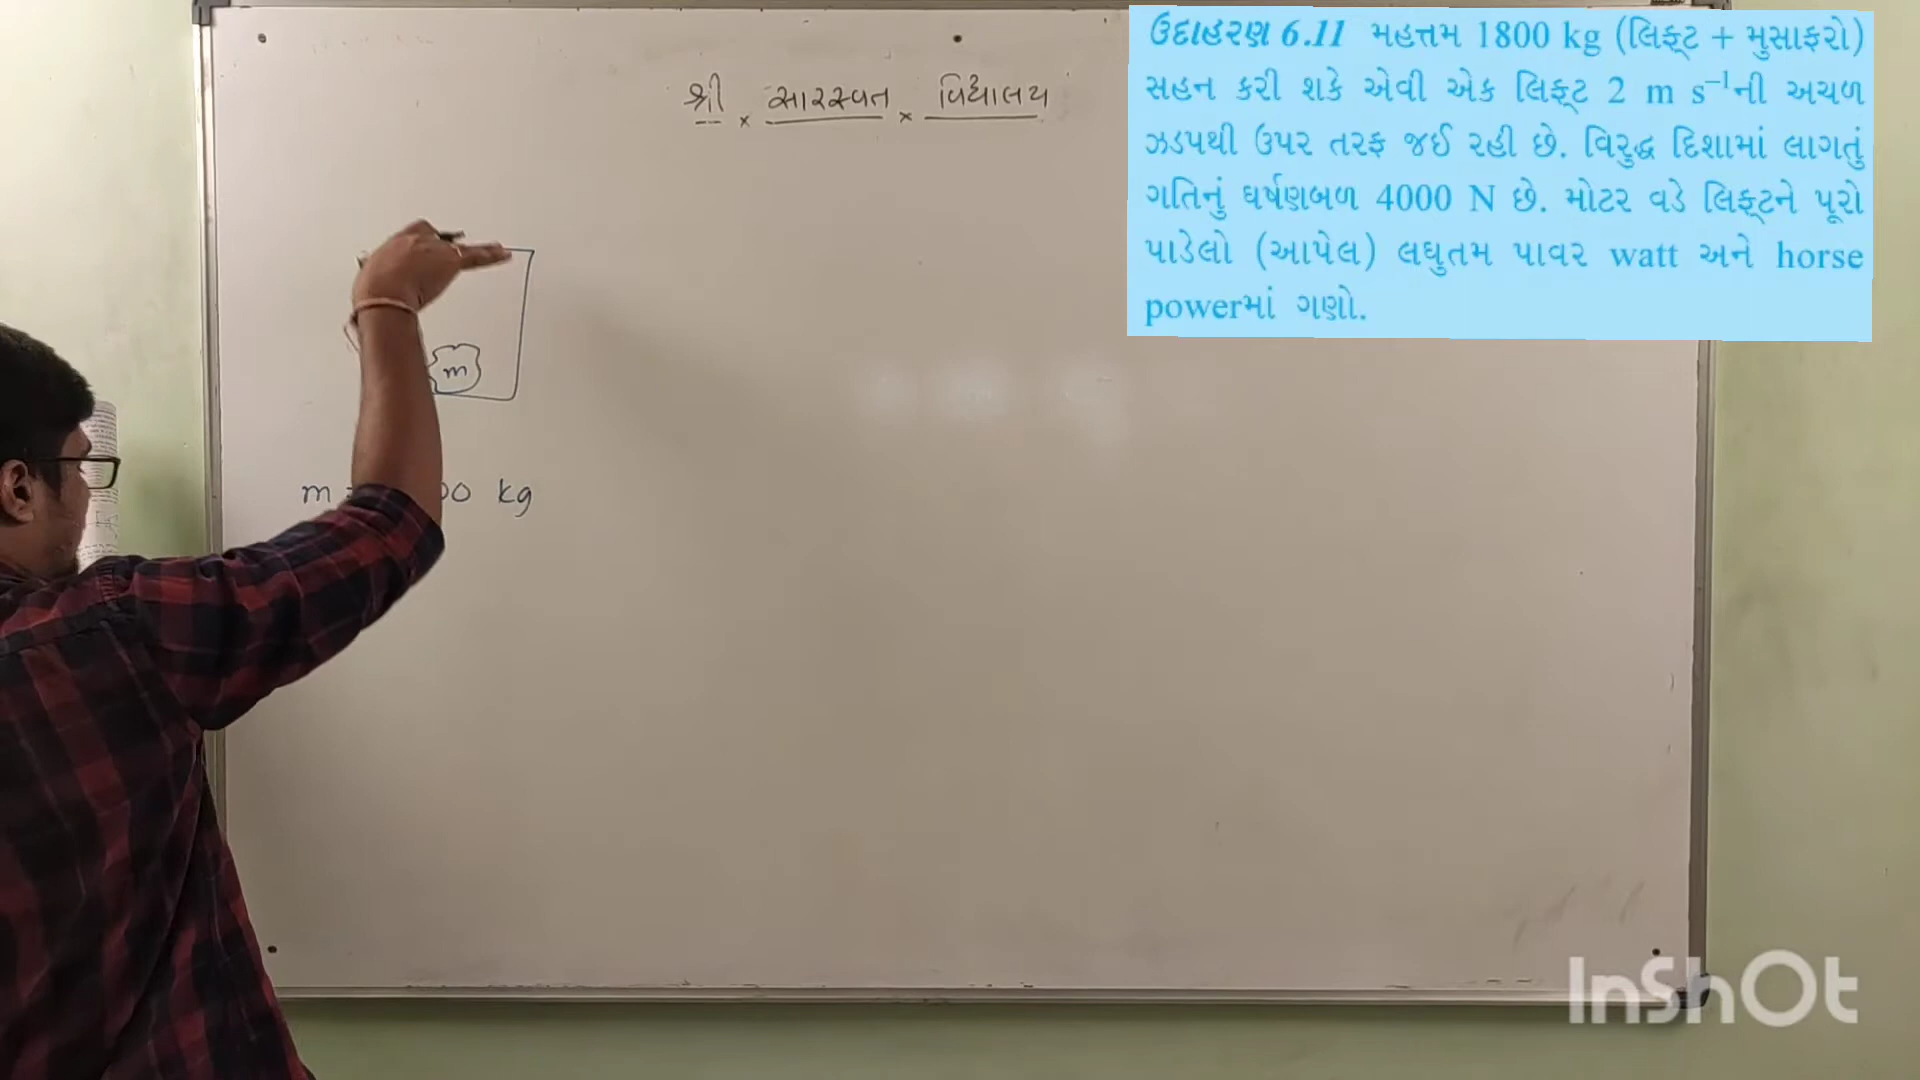 શ્રી × સારસ્વત × વિદ્યાલય
ઉદાહરણ 6.11 મહત્તમ 1800 kg (લિફ્ટ + મુસાફરો)
સહન કરી શકે એવી એક લિફ્ટ 2 m s⁻¹ની અચળ
ઝડપથી ઉપર તરફ જઈ રહી છે. વિરુદ્ધ દિશામાં લાગતું
ગતિનું ઘર્ષણબળ 4000 N છે. મોટર વડે લિફ્ટને પૂરો
પાડેલો (આપેલ) લઘુતમ પાવર watt અને horse
powerમાં ગણો.
m
m 00 kg
InShOt